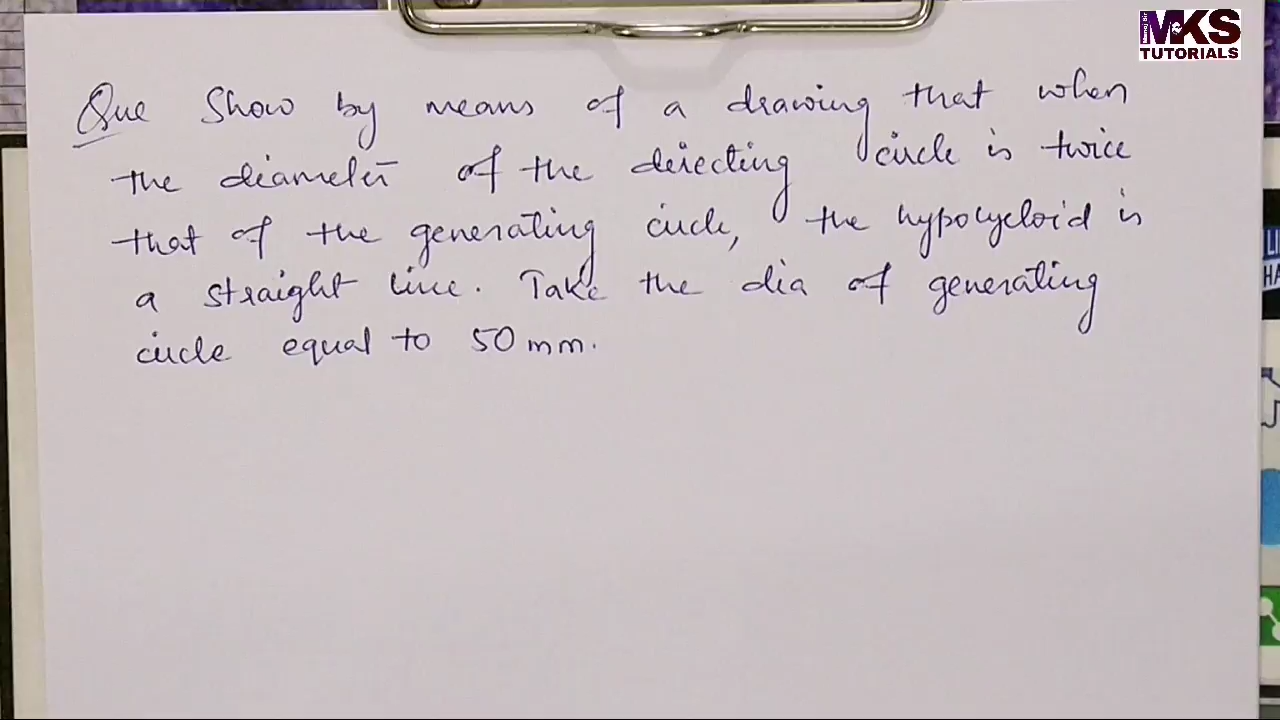 MKS
TUTORIALS
Que Show by means of a drawing that when
the diameter of the directing circle is twice
that of the generating circle, the hypocycloid is
a straight line. Take the dia of generating
circle equal to 50 mm.